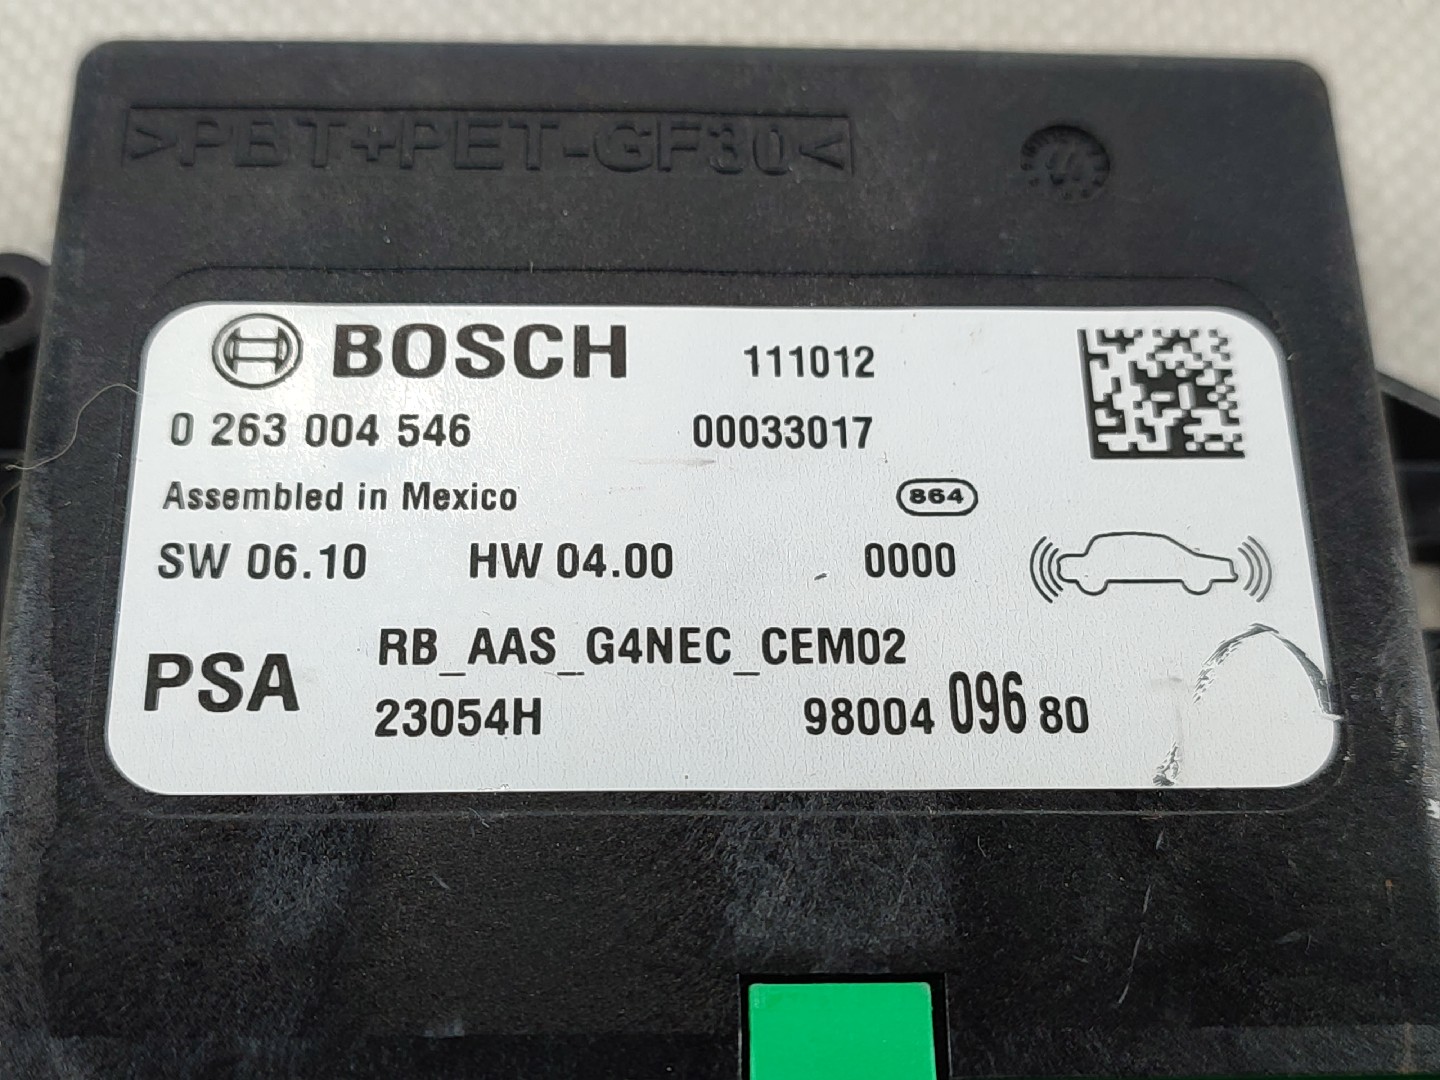 >PBT+PET-GF30<
BOSCH 111012
0 263 004 546 00033017
Assembled in Mexico 864
SW 06.10 HW 04.00 0000
RB_AAS_G4NEC_CEM02
PSA
23054H 98004 096 80